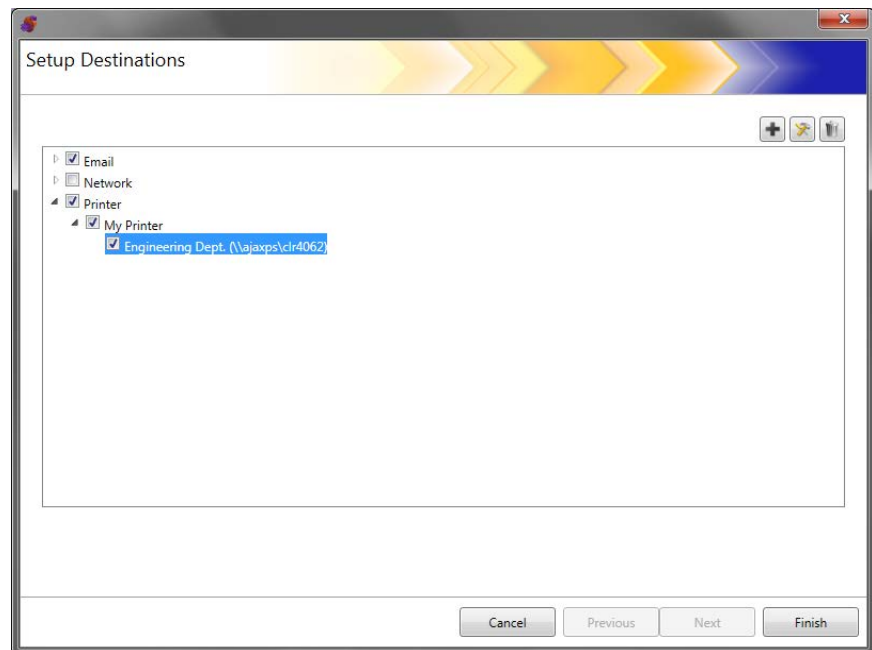 Setup Destinations
Email
Network
Printer
My Printer
Engineering Dept. (\\ajaxps\clr4062)
Cancel Previous Next Finish